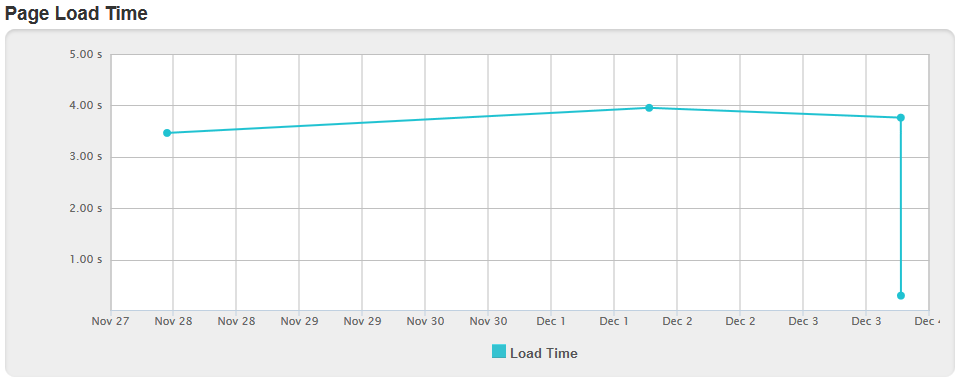 Page Load Time
5.00 s
4.00 s
3.00 s
2.00 s
1.00 s
Nov 27 Nov 28 Nov 28 Nov 29 Nov 29 Nov 30 Nov 30 Dec 1 Dec 1 Dec 2 Dec 2 Dec 3 Dec 3 Dec
Load Time